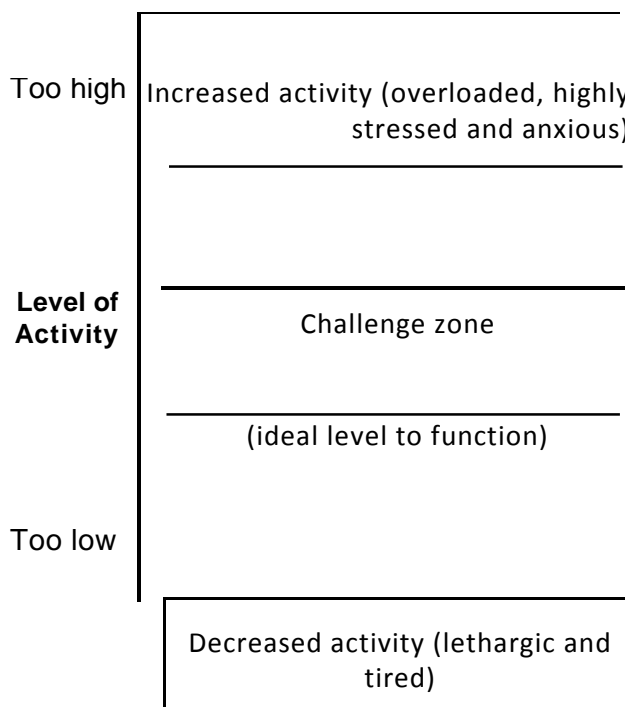 Too high
Increased activity (overloaded, highly
stressed and anxious)
Level of
Activity
Challenge zone
(ideal level to function)
Too low
Decreased activity (lethargic and
tired)